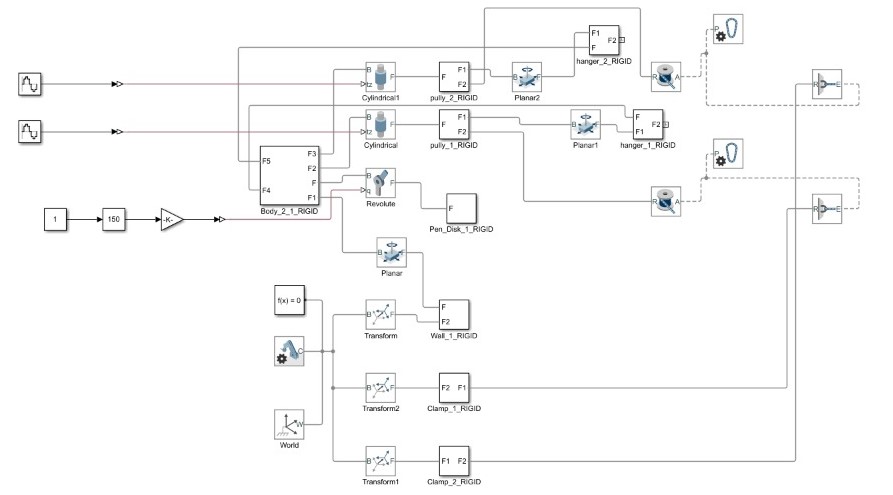 P
F1
F2
F
hanger_2_RIGID
B
tz
F
Cylindrical1
F
F1
F2
pully_2_RIGID
B
F
Planar2
R
A
R
E
B
tz
F
Cylindrical
F
F1
F2
pully_1_RIGID
B
F
Planar1
F
F1
F2
hanger_1_RIGID
P
F5
F4
F3
F2
F
F1
Body_2_1_RIGID
B
q
F
Revolute
F
Pen_Disk_1_RIGID
R
A
R
E
1
150
-K-
B
F
Planar
f(x) = 0
B
F
Transform
F
F2
Wall_1_RIGID
C
B
F
Transform2
F2
F1
Clamp_1_RIGID
W
World
B
F
Transform1
F1
F2
Clamp_2_RIGID